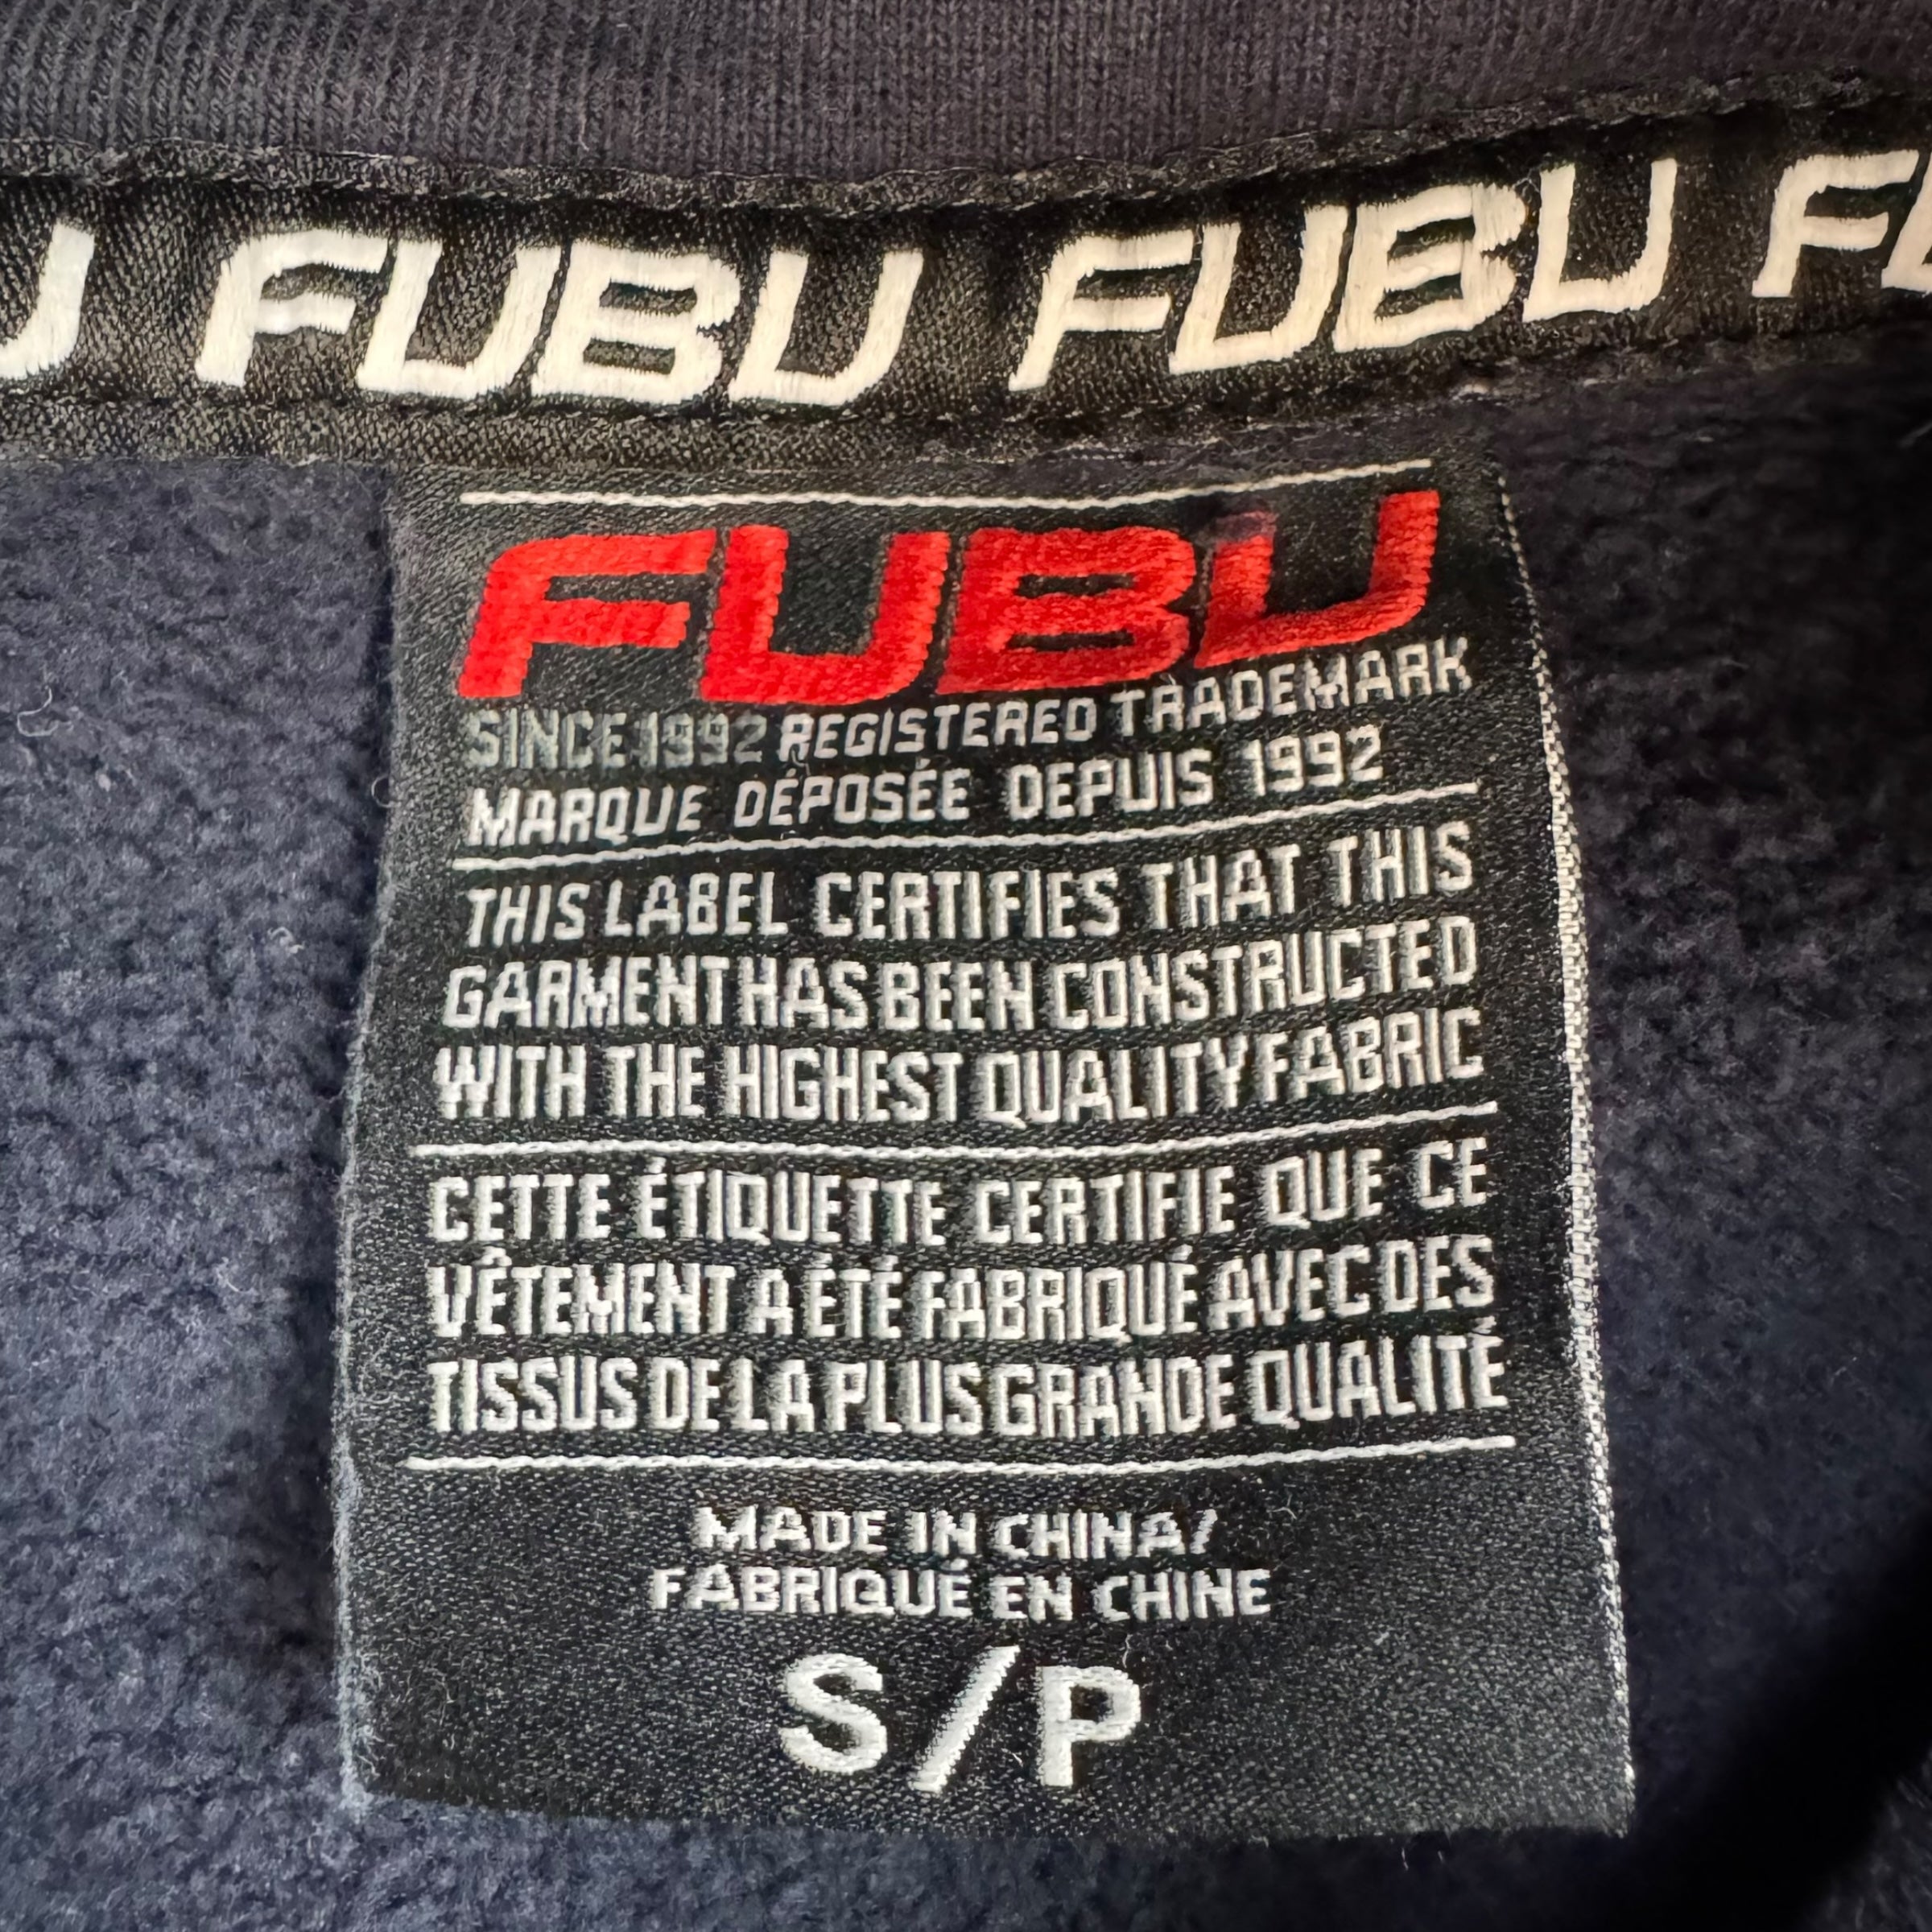 U FUBU FUBU FU
FUBU
SINCE 1992 REGISTERED TRADEMARK
MARQUE DÉPOSÉE DEPUIS 1992
THIS LABEL CERTIFIES THAT THIS
GARMENT HAS BEEN CONSTRUCTED
WITH THE HIGHEST QUALITY FABRIC
CETTE ÉTIQUETTE CERTIFIE QUE CE
VÊTEMENT A ÉTÉ FABRIQUÉ AVEC DES
TISSUS DE LA PLUS GRANDE QUALITÉ
MADE IN CHINA/
FABRIQUÉ EN CHINE
S/P